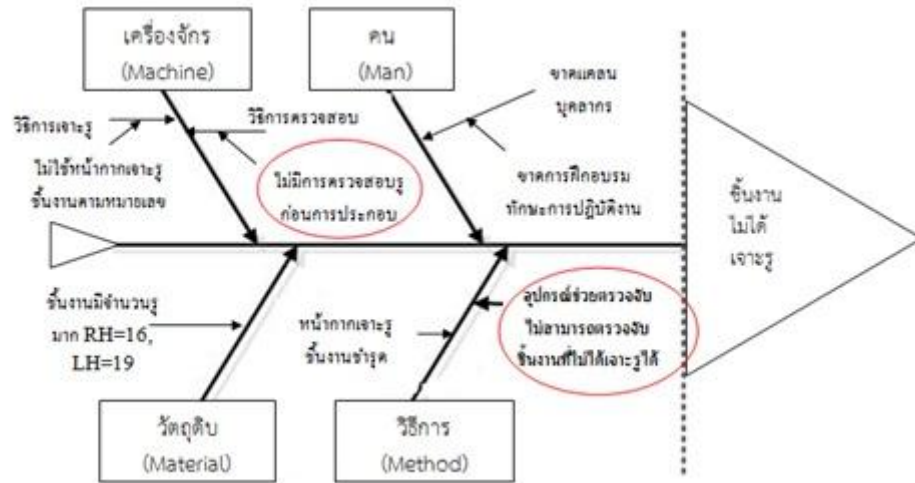 เครื่องจักร
(Machine)
คน
(Man)
วิธีการเจาะรู
ไม่ใช้หน้ากากเจาะรู
ชิ้นงานตามหมายเลข
วิธีการตรวจสอบ
ไม่มีการตรวจสอบรู
ก่อนการประกอบ
ขาดแคลน
บุคลากร
ขาดการฝึกอบรม
ทักษะการปฏิบัติงาน
ชิ้นงาน
ไม่ได้
เจาะรู
ชิ้นงานมีจำนวนรู
มาก RH=16,
LH=19
หน้ากากเจาะรู
ชิ้นงานชำรุด
อุปกรณ์ช่วยตรวจจับ
ไม่สามารถตรวจจับ
ชิ้นงานที่ไม่ได้เจาะรูได้
วัตถุดิบ
(Material)
วิธีการ
(Method)